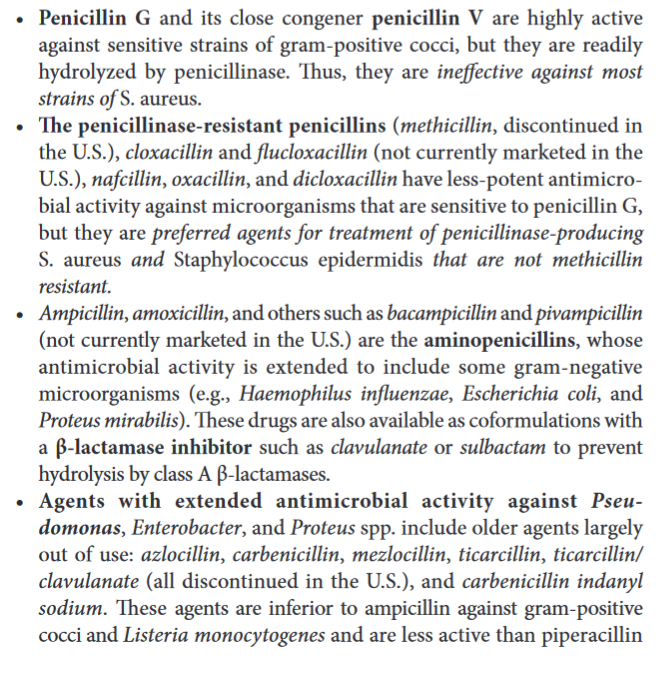 • Penicillin G and its close congener penicillin V are highly active
against sensitive strains of gram-positive cocci, but they are readily
hydrolyzed by penicillinase. Thus, they are ineffective against most
strains of S. aureus.
• The penicillinase-resistant penicillins (methicillin, discontinued in
the U.S.), cloxacillin and flucloxacillin (not currently marketed in the
U.S.), nafcillin, oxacillin, and dicloxacillin have less-potent antimicro-
bial activity against microorganisms that are sensitive to penicillin G,
but they are preferred agents for treatment of penicillinase-producing
S. aureus and Staphylococcus epidermidis that are not methicillin
resistant.
• Ampicillin, amoxicillin, and others such as bacampicillin and pivampicillin
(not currently marketed in the U.S.) are the aminopenicillins, whose
antimicrobial activity is extended to include some gram-negative
microorganisms (e.g., Haemophilus influenzae, Escherichia coli, and
Proteus mirabilis). These drugs are also available as coformulations with
a β-lactamase inhibitor such as clavulanate or sulbactam to prevent
hydrolysis by class A β-lactamases.
• Agents with extended antimicrobial activity against Pseu-
domonas, Enterobacter, and Proteus spp. include older agents largely
out of use: azlocillin, carbenicillin, mezlocillin, ticarcillin, ticarcillin/
clavulanate (all discontinued in the U.S.), and carbenicillin indanyl
sodium. These agents are inferior to ampicillin against gram-positive
cocci and Listeria monocytogenes and are less active than piperacillin